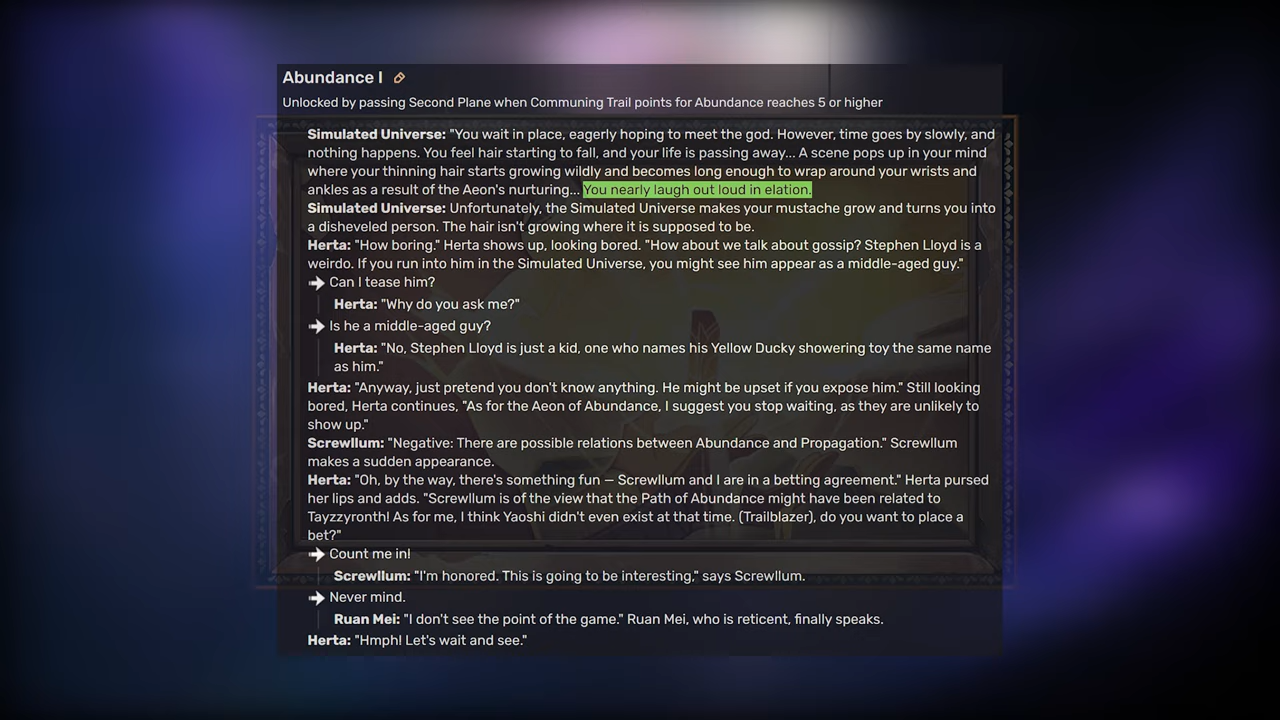 Abundance I
Unlocked by passing Second Plane when Communing Trail points for Abundance reaches 5 or higher
Simulated Universe: "You wait in place, eagerly hoping to meet the god. However, time goes by slowly, and
nothing happens. You feel hair starting to fall, and your life is passing away... A scene pops up in your mind
where your thinning hair starts growing wildly and becomes long enough to wrap around your wrists and
ankles as a result of the Aeon's nurturing... You nearly laugh out loud in elation.
Simulated Universe: Unfortunately, the Simulated Universe makes your mustache grow and turns you into
a disheveled person. The hair isn't growing where it is supposed to be.
Herta: "How boring." Herta shows up, looking bored. "How about we talk about gossip? Stephen Lloyd is a
weirdo. If you run into him in the Simulated Universe, you might see him appear as a middle-aged guy."
Can I tease him?
Herta: "Why do you ask me?"
Is he a middle-aged guy?
Herta: "No, Stephen Lloyd is just a kid, one who names his Yellow Ducky showering toy the same name
as him."
Herta: "Anyway, just pretend you don't know anything. He might be upset if you expose him." Still looking
bored, Herta continues, "As for the Aeon of Abundance, I suggest you stop waiting, as they are unlikely to
show up."
Screwllum: "Negative: There are possible relations between Abundance and Propagation." Screwllum
makes a sudden appearance.
Herta: "Oh, by the way, there's something fun — Screwllum and I are in a betting agreement." Herta pursed
her lips and adds. "Screwllum is of the view that the Path of Abundance might have been related to
Tayzzyronth! As for me, I think Yaoshi didn't even exist at that time. (Trailblazer), do you want to place a
bet?"
Count me in!
Screwllum: "I'm honored. This is going to be interesting," says Screwllum.
Never mind.
Ruan Mei: "I don't see the point of the game." Ruan Mei, who is reticent, finally speaks.
Herta: "Hmph! Let's wait and see."